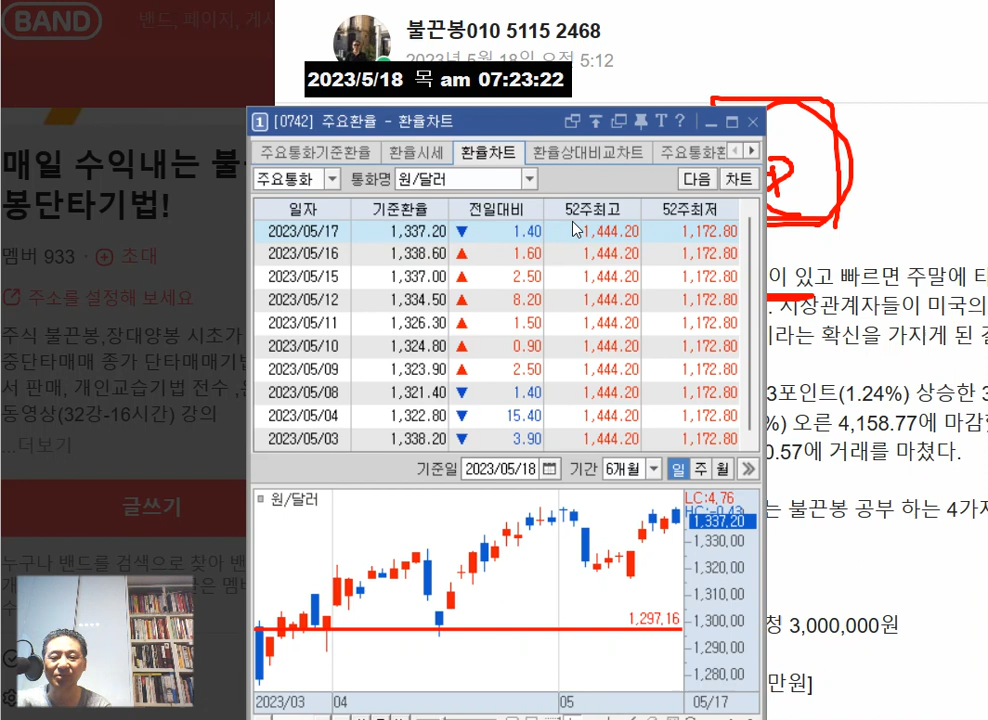 BAND
밴드, 페이지, 게시
불끈봉010 5115 2468
2023년 5월 18일 오전 5:12
2023/5/18 목 am 07:23:22
매일 수익내는 불
봉단타기법!
멤버 933 · 초대
주소를 설정해 보세요
주식 불끈봉,장대양봉 시초가
중단타매매 종가 단타매매기법
서 판매, 개인교습기법 전수
동영상(32강-16시간) 강의
...더보기
글쓰기
누구나 밴드를 검색으로 찾아 밴
1 [0742] 주요환율 - 환율차트
T ?
주요통화기준환율 환율시세 환율차트 환율상대비교차트 주요통화환
주요통화 통화명 원/달러 다음 차트
일자 기준환율 전일대비 52주최고 52주최저
2023/05/17 1,337.20 ▼ 1.40 1,444.20 1,172.80
2023/05/16 1,338.60 ▲ 1.60 1,444.20 1,172.80
2023/05/15 1,337.00 ▲ 2.50 1,444.20 1,172.80
2023/05/12 1,334.50 ▲ 8.20 1,444.20 1,172.80
2023/05/11 1,326.30 ▲ 1.50 1,444.20 1,172.80
2023/05/10 1,324.80 ▲ 0.90 1,444.20 1,172.80
2023/05/09 1,323.90 ▲ 2.50 1,444.20 1,172.80
2023/05/08 1,321.40 ▼ 1.40 1,444.20 1,172.80
2023/05/04 1,322.80 ▼ 15.40 1,444.20 1,172.80
2023/05/03 1,338.20 ▼ 3.90 1,444.20 1,172.80
기준일 2023/05/18 기간 6개월 일 주 월
원/달러
LC:4.76
HC:-0.43
1,337.20
1,330.00
1,320.00
1,310.00
1,297.16
1,300.00
1,290.00
1,280.00
2023/03 04 05 05/17
이 있고 빠르면 주말에 타
. 시장관계자들이 미국의
이라는 확신을 가지게 된 결
3포인트(1.24%) 상승한 3
%) 오른 4,158.77에 마감
0.57에 거래를 마쳤다.
는 불끈봉 공부 하는 4가지
청 3,000,000원
만원]